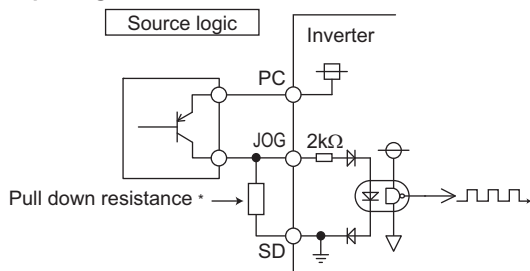 Source logic
Inverter
PC
JOG
2kΩ
Pull down resistance *
SD